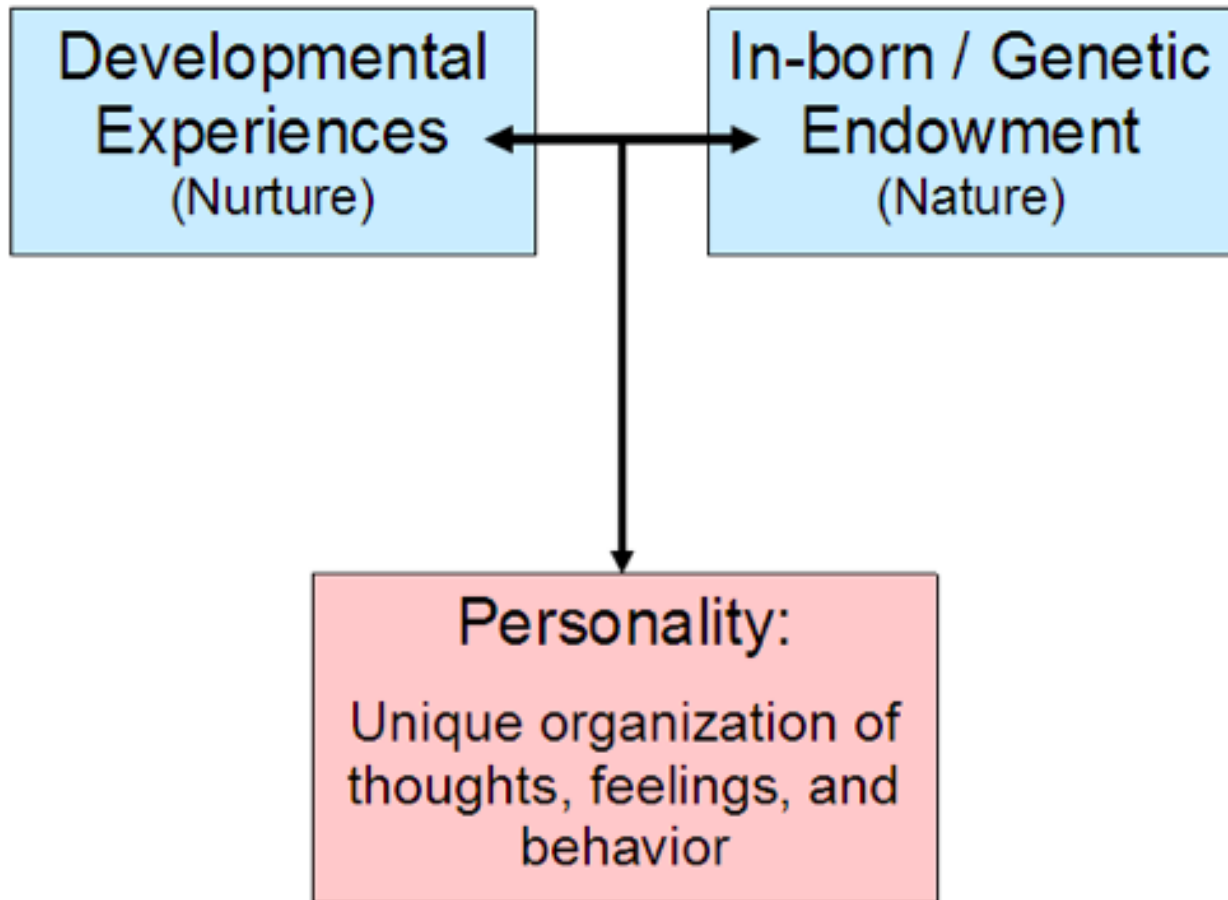 Developmental
Experiences
(Nurture)
In-born / Genetic
Endowment
(Nature)
Personality:
Unique organization of
thoughts, feelings, and
behavior